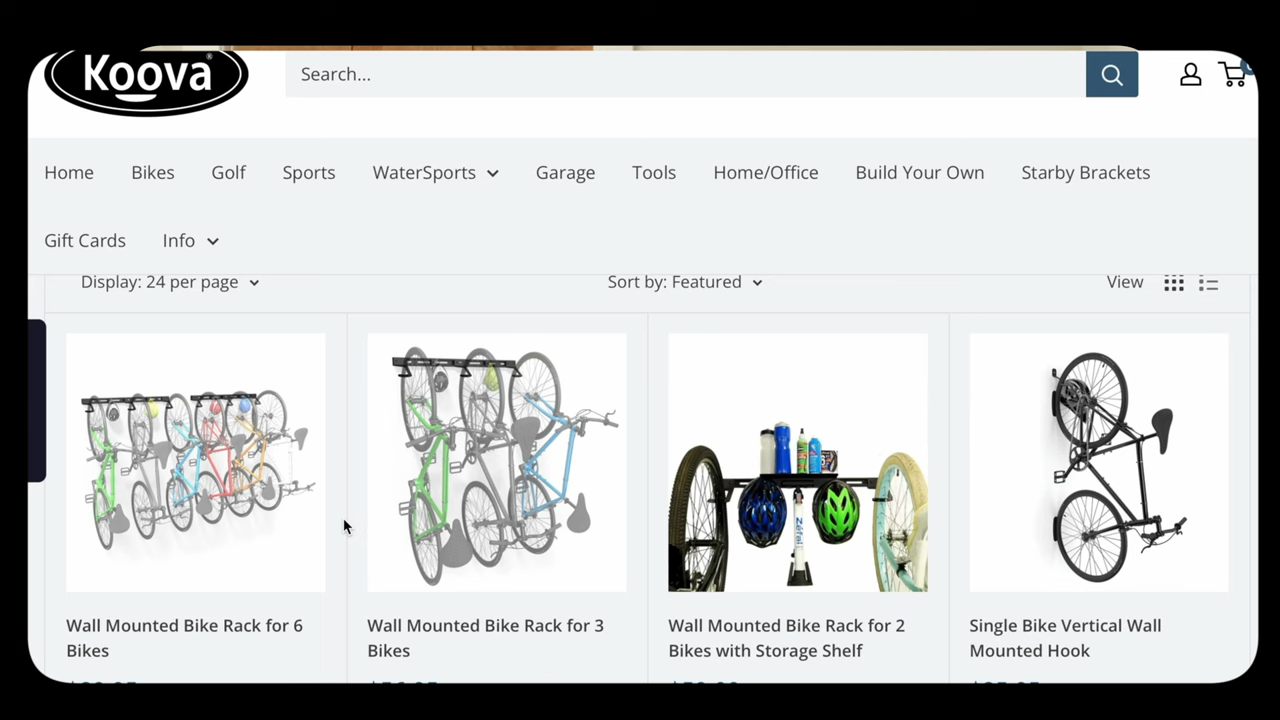 Koova
Search...
Home Bikes Golf Sports WaterSports Garage Tools Home/Office Build Your Own Starby Brackets
Gift Cards Info
Display: 24 per page Sort by: Featured View
Wall Mounted Bike Rack for 6
Bikes
Wall Mounted Bike Rack for 3
Bikes
Wall Mounted Bike Rack for 2
Bikes with Storage Shelf
Single Bike Vertical Wall
Mounted Hook